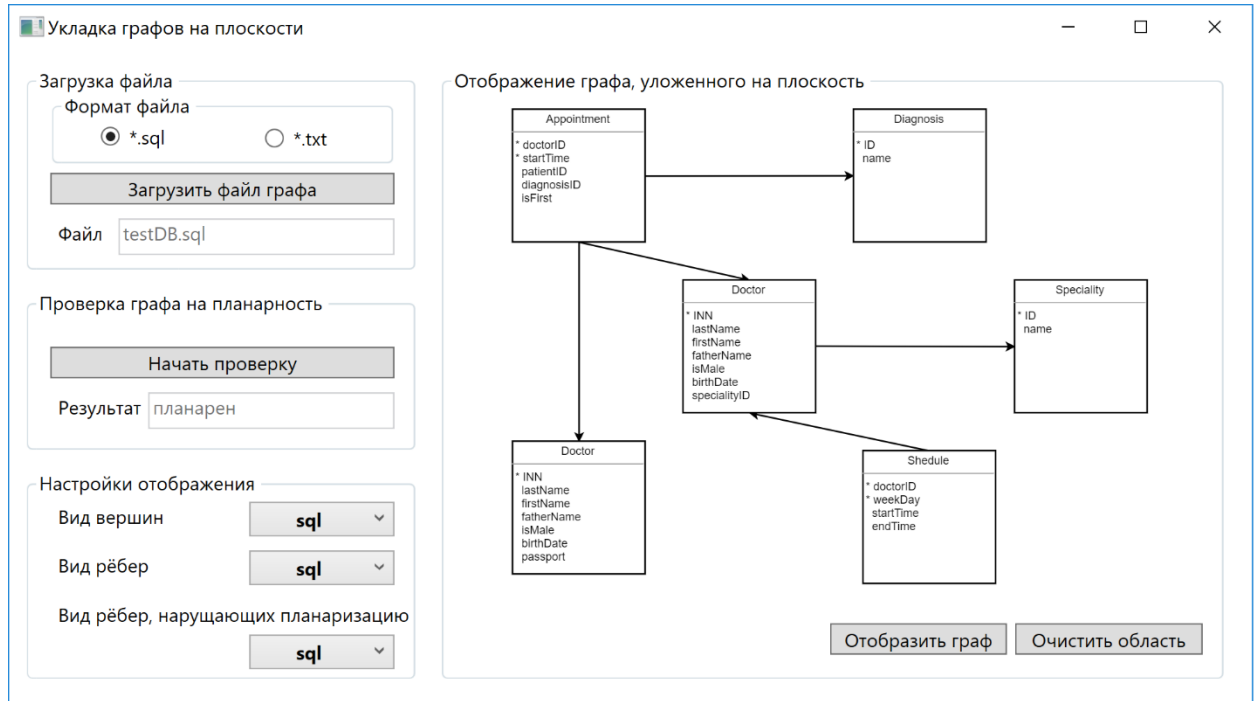 Укладка графов на плоскости
Загрузка файла
Формат файла
*.sql
*.txt
Загрузить файл графа
Файл
testDB.sql
Проверка графа на планарность
Начать проверку
Результат
планарен
Настройки отображения
Вид вершин
sql
Вид рёбер
sql
Вид рёбер, нарущающих планаризацию
sql
Отображение графа, уложенного на плоскость
Appointment
* doctorID
* startTime
patientID
diagnosisID
isFirst
Diagnosis
* ID
name
Doctor
* INN
lastName
firstName
fatherName
isMale
birthDate
specialityID
Speciality
* ID
name
Doctor
* INN
lastName
firstName
fatherName
isMale
birthDate
passport
Shedule
* doctorID
* weekDay
startTime
endTime
Отобразить граф
Очистить область